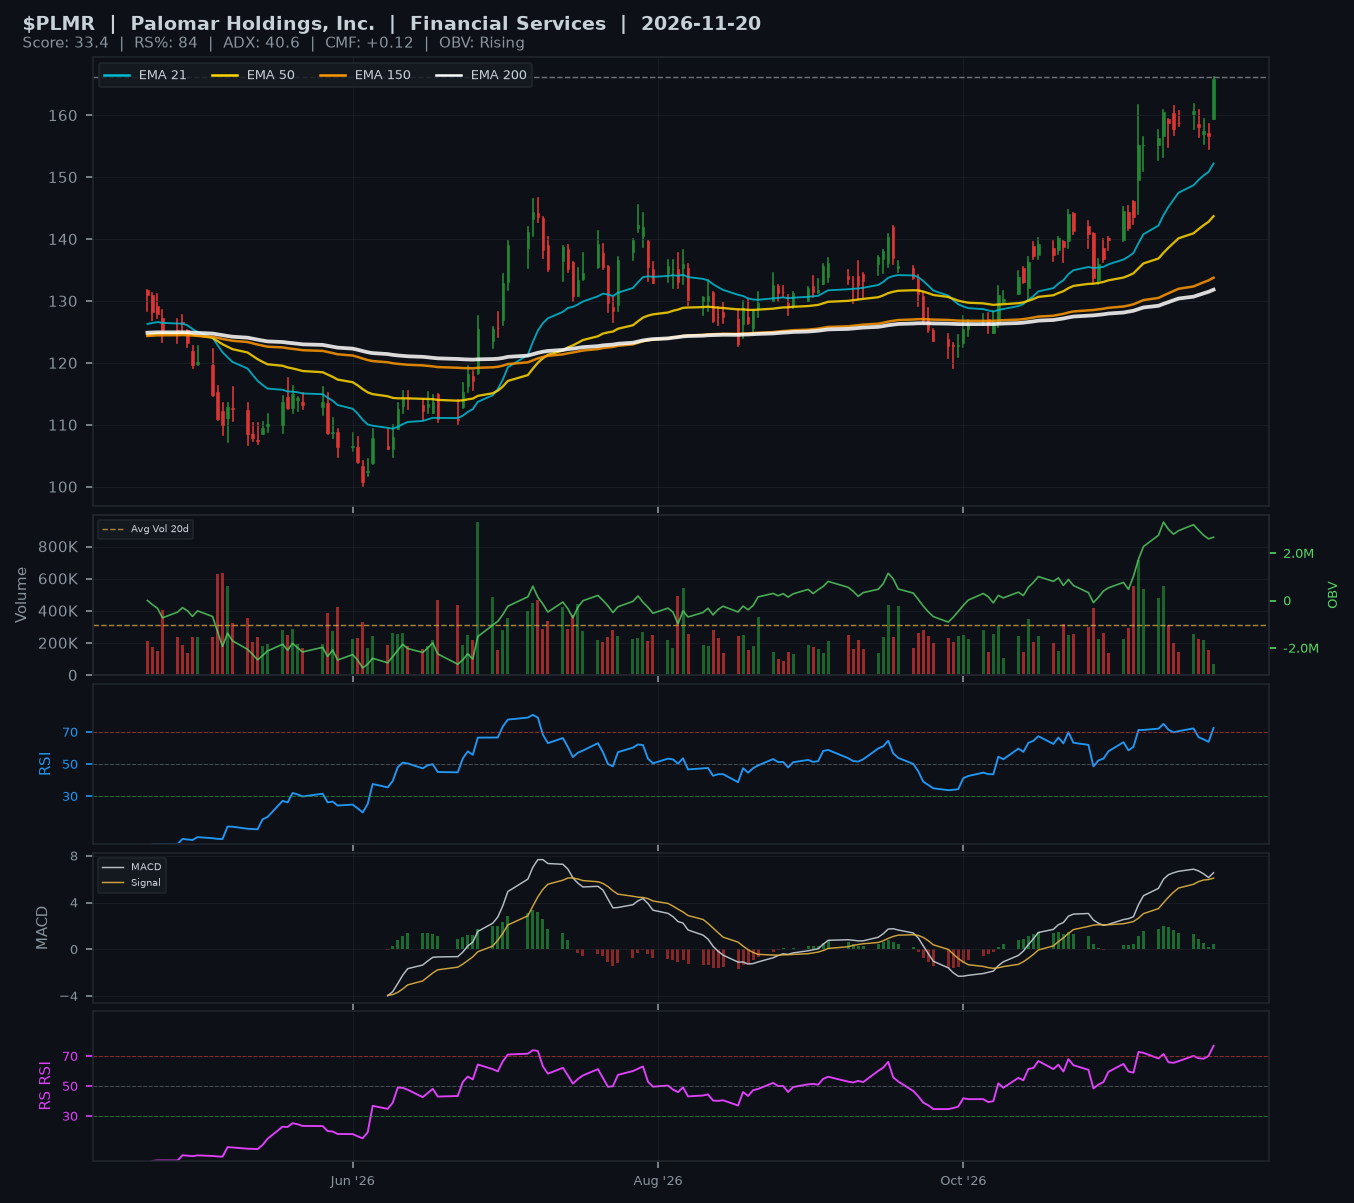 $PLMR | Palomar Holdings, Inc. | Financial Services | 2026-11-20
Score: 33.4 | RS%: 84 | ADX: 40.6 | CMF: +0.12 | OBV: Rising
EMA 21 EMA 50 EMA 150 EMA 200
160
150
140
130
120
110
100
Avg Vol 20d
800K
600K
400K
200K
0
Volume
2.0M
0
-2.0M
OBV
70
50
30
RSI
MACD
Signal
8
4
0
−4
MACD
70
50
30
RS RSI
Jun '26 Aug '26 Oct '26